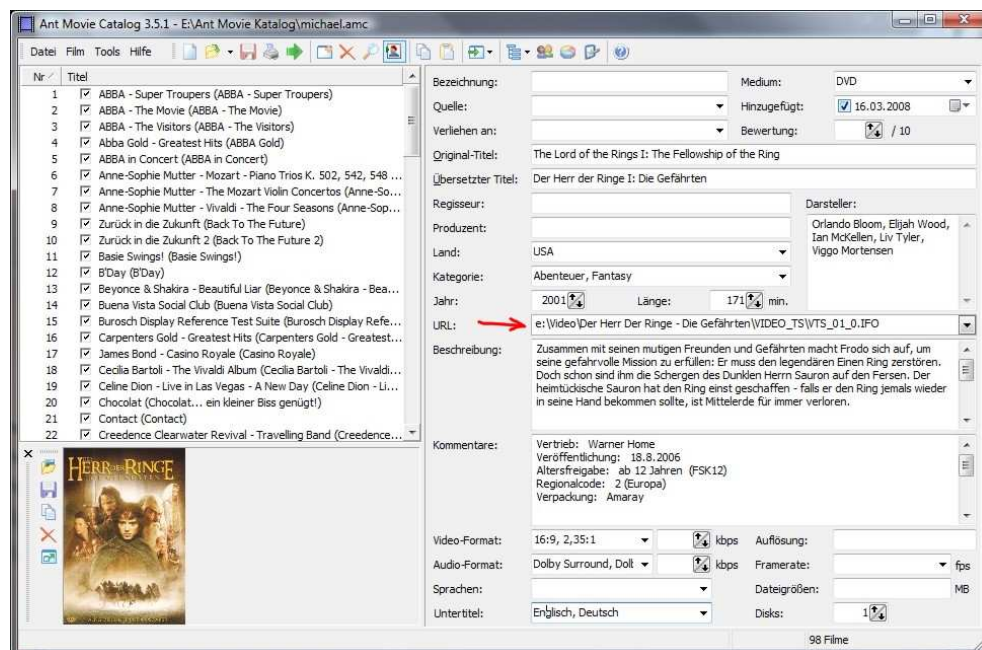 Ant Movie Catalog 3.5.1 - E:\Ant Movie Katalog\michael.amc
Datei Film Tools Hilfe
Nr Titel
1 ABBA - Super Troupers (ABBA - Super Troupers)
2 ABBA - The Movie (ABBA - The Movie)
3 ABBA - The Visitors (ABBA - The Visitors)
4 Abba Gold - Greatest Hits (ABBA Gold)
5 ABBA in Concert (ABBA in Concert)
6 Anne-Sophie Mutter - Mozart - Piano Trios K. 502, 542, 548 ...
7 Anne-Sophie Mutter - The Mozart Violin Concertos (Anne-So...
8 Anne-Sophie Mutter - Vivaldi - The Four Seasons (Anne-Sop...
9 Zurück in die Zukunft (Back To The Future)
10 Zurück in die Zukunft 2 (Back To The Future 2)
11 Basie Swings! (Basie Swings!)
12 B'Day (B'Day)
13 Beyonce & Shakira - Beautiful Liar (Beyonce & Shakira - Bea...
14 Buena Vista Social Club (Buena Vista Social Club)
15 Burosch Display Reference Test Suite (Burosch Display Refe...
16 Carpenters Gold - Greatest Hits (Carpenters Gold - Greatest...
17 James Bond - Casino Royale (Casino Royale)
18 Cecilia Bartoli - The Vivaldi Album (Cecilia Bartoli - The Vivaldi...
19 Celine Dion - Live in Las Vegas - A New Day (Celine Dion - Li...
20 Chocolat (Chocolat... ein kleiner Biss genügt!)
21 Contact (Contact)
22 Creedence Clearwater Revival - Travelling Band (Creedence...
HERR DER RINGE
Bezeichnung: Medium: DVD
Quelle: Hinzugefügt: 16.03.2008
Verliehen an: Bewertung: / 10
Original-Titel: The Lord of the Rings I: The Fellowship of the Ring
Übersetzter Titel: Der Herr der Ringe I: Die Gefährten
Regisseur: Darsteller:
Produzent:
Orlando Bloom, Elijah Wood,
Ian McKellen, Liv Tyler,
Viggo Mortensen
Land: USA
Kategorie: Abenteuer, Fantasy
Jahr: 2001 Länge: 171 min.
URL: e:\Video\Der Herr Der Ringe - Die Gefährten\VIDEO_TS\VTS_01_0.IFO
Beschreibung: Zusammen mit seinen mutigen Freunden und Gefährten macht Frodo sich auf, um
seine gefahrvolle Mission zu erfüllen: Er muss den legendären Einen Ring zerstören.
Doch schon sind ihm die Schergen des Dunklen Herrn Sauron auf den Fersen. Der
heimtückische Sauron hat den Ring einst geschaffen - falls er den Ring jemals wieder
in seine Hand bekommen sollte, ist Mittelerde für immer verloren.
Kommentare: Vertrieb: Warner Home
Veröffentlichung: 18.8.2006
Altersfreigabe: ab 12 Jahren (FSK12)
Regionalcode: 2 (Europa)
Verpackung: Amaray
Video-Format: 16:9, 2,35:1 kbps Auflösung:
Audio-Format: Dolby Surround, Dolt kbps Framerate: fps
Sprachen: Dateigrößen: MB
Untertitel: Englisch, Deutsch Disks: 1
98 Filme